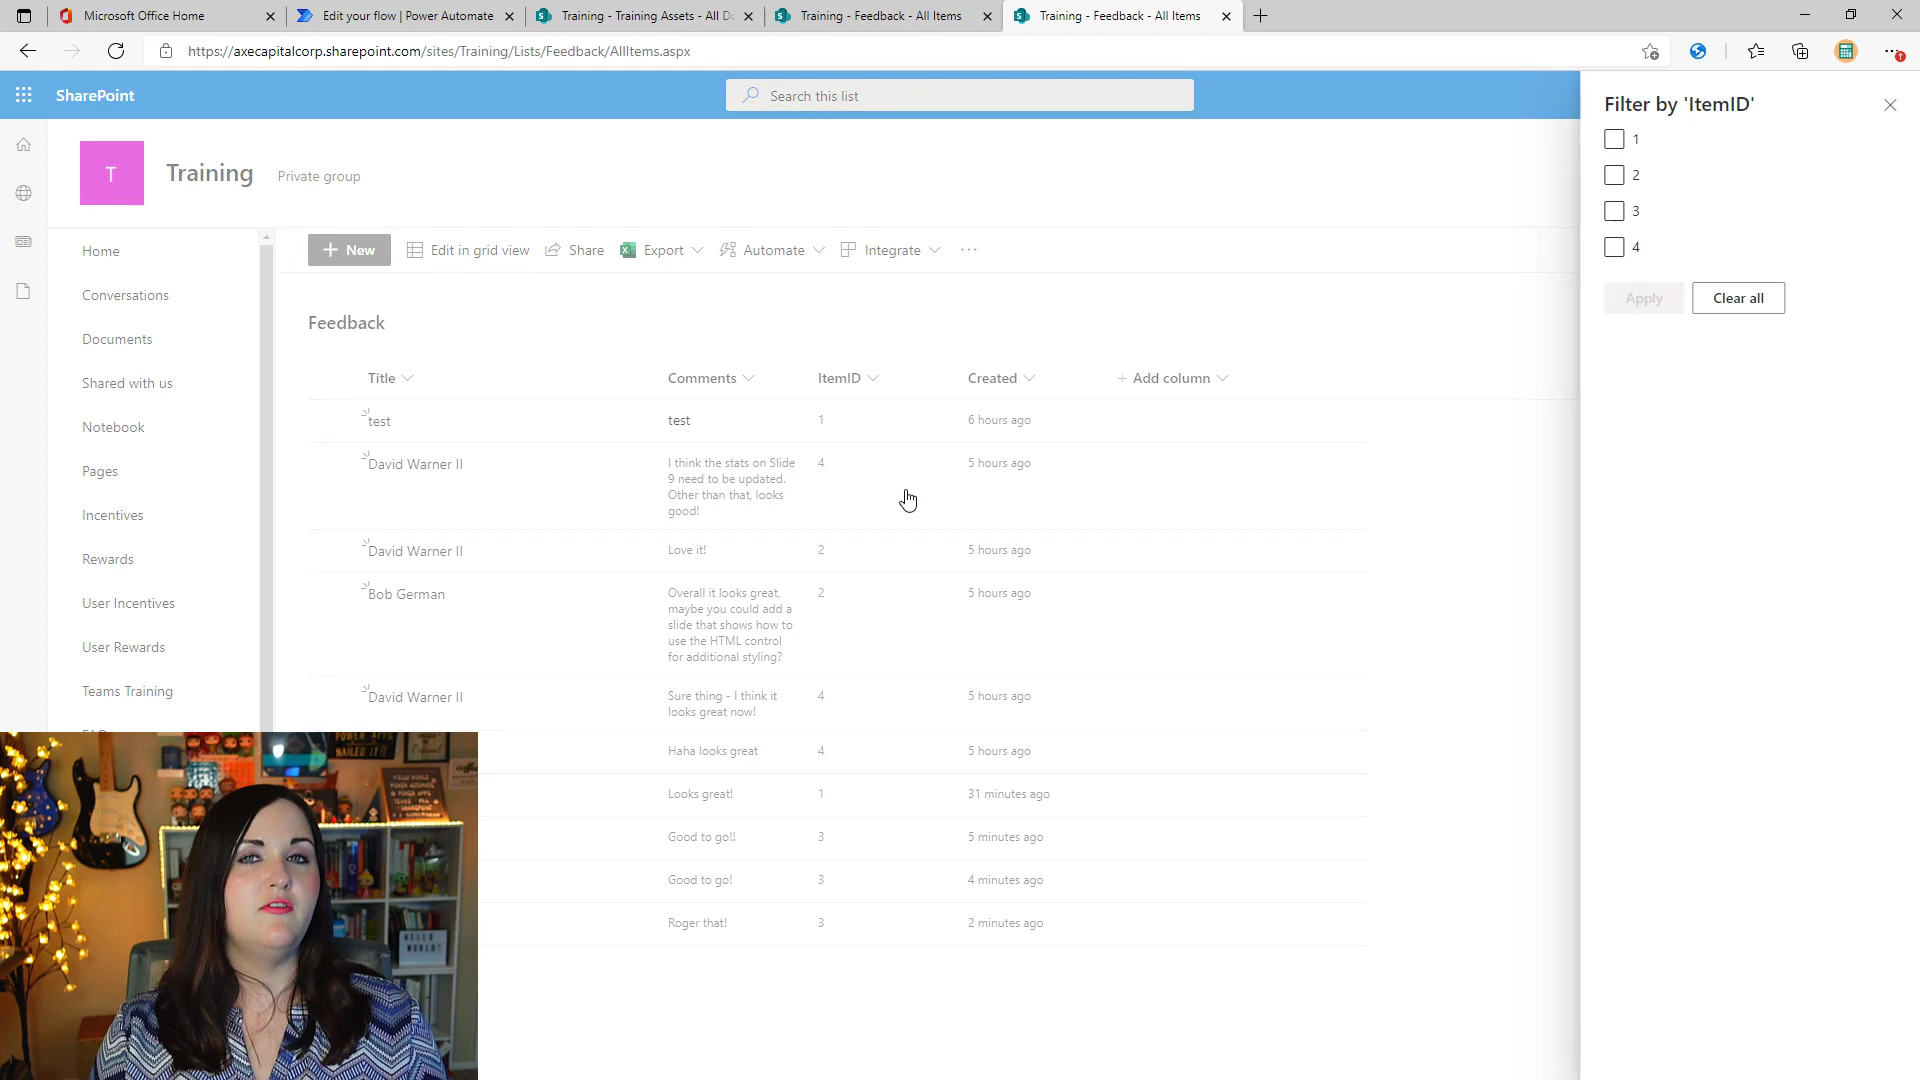 Microsoft Office Home
Edit your flow | Power Automate
Training - Training Assets - All Do
Training - Feedback - All Items
Training - Feedback - All Items
https://axecapitalcorp.sharepoint.com/sites/Training/Lists/Feedback/AllItems.aspx
SharePoint
Search this list
T
Training
Private group
Home
Conversations
Documents
Shared with us
Notebook
Pages
Incentives
Rewards
User Incentives
User Rewards
Teams Training
New
Edit in grid view
Share
Export
Automate
Integrate
Feedback
Title
Comments
ItemID
Created
Add column
test
test
1
6 hours ago
David Warner II
I think the stats on Slide
9 need to be updated.
Other than that, looks
good!
4
5 hours ago
David Warner II
Love it!
2
5 hours ago
Bob German
Overall it looks great,
maybe you could add a
slide that shows how to
use the HTML control
for additional styling?
2
5 hours ago
David Warner II
Sure thing - I think it
looks great now!
4
5 hours ago
Haha looks great
4
5 hours ago
Looks great!
1
31 minutes ago
Good to go!!
3
5 minutes ago
Good to go!
3
4 minutes ago
Roger that!
3
2 minutes ago
Filter by 'ItemID'
1
2
3
4
Apply
Clear all
POWER APPS
NAILED IT!!
HELLO
WORLD!